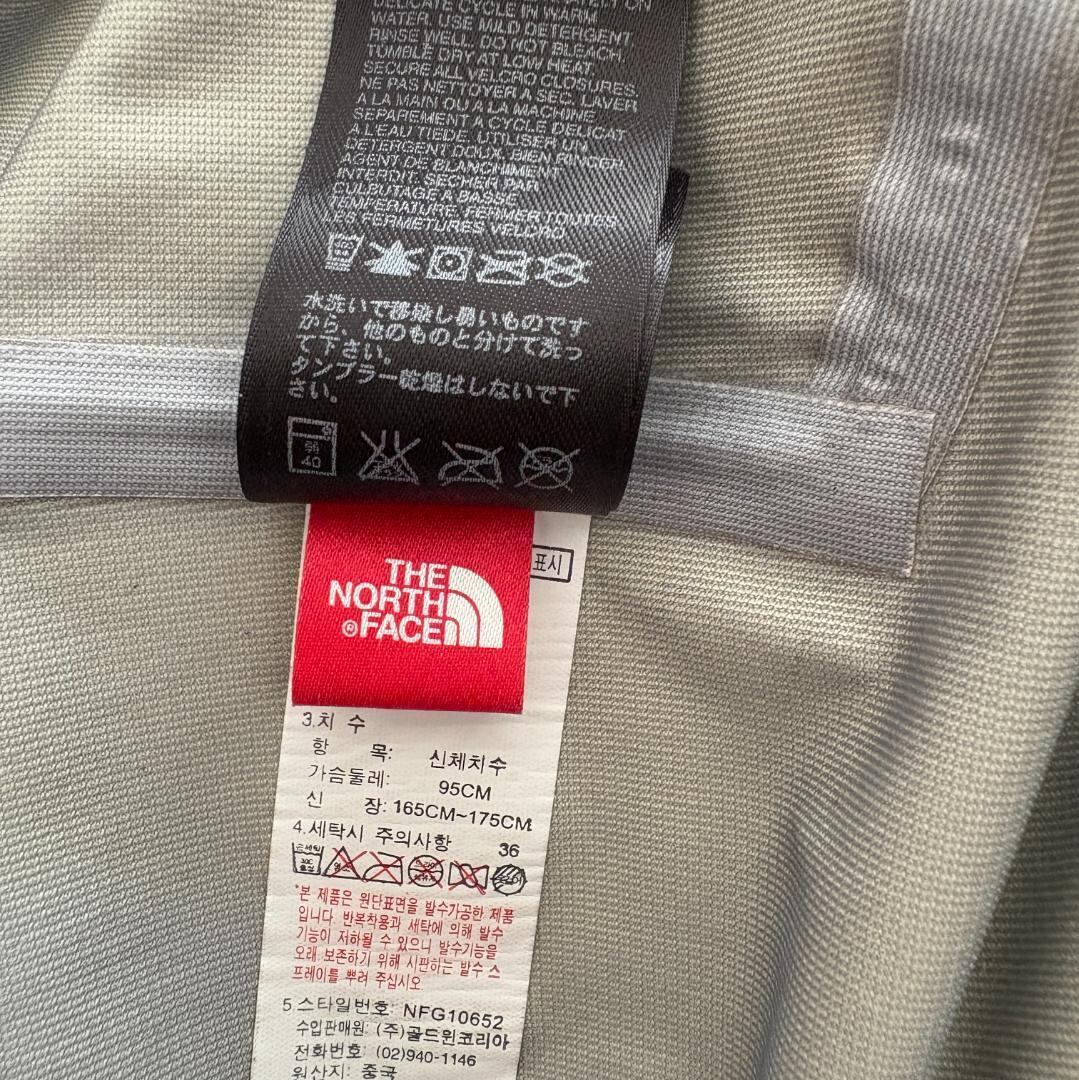 DELICATE CYCLE IN WARM
WATER. USE MILD DETERGENT.
RINSE WELL. DO NOT BLEACH.
TUMBLE DRY AT LOW HEAT.
SECURE ALL VELCRO CLOSURES.
NE PAS NETTOYER A SEC. LAVER
A LA MAIN OU A LA MACHINE
SEPAREMENT A CYCLE DELICAT
A L'EAU TIEDE. UTILISER UN
DETERGENT DOUX. BIEN RINCER.
AGENT DE BLANCHIMENT
INTERDIT. SECHER PAR
CULBUTAGE A BASSE
TEMPERATURE. FERMER TOUTES
LES FERMETURES VELCRO
水洗いで移染し易いものです
から、他のものと分けて洗っ
て下さい。
タンブラー乾燥はしないで下
さい。
40
THE
NORTH
®FACE
표시
3.치 수
항 목: 신체치수
가슴둘레: 95CM
신 장: 165CM~175CM
4.세탁시 주의사항 36
*본 제품은 원단표면을 발수가공한 제품
입니다. 반복착용과 세탁에 의해 발수
기능이 저하될 수 있으니 발수기능을
오래 보존하기 위해 시판하는 발수 스
프레이를 뿌려 주십시오.
5.스타일번호: NFG10652
수입판매원: (주)골드윈코리아
전화번호: (02)940-1146
원산지: 중국